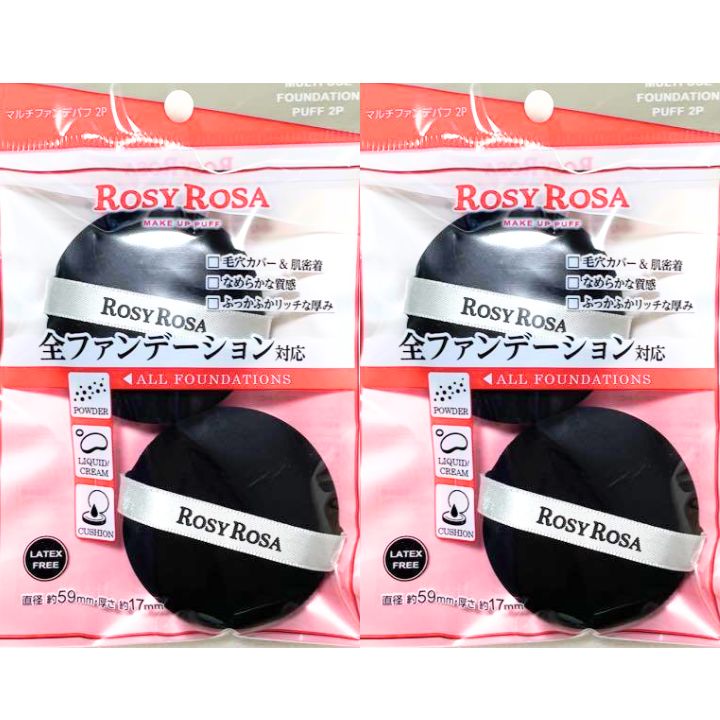 マルチファンデパフ 2P
MULTI USE
FOUNDATION
PUFF 2P
ROSY ROSA
MAKE UP PUFF
毛穴カバー & 肌密着
なめらかな質感
ふっかふかリッチな厚み
ROSY ROSA
全ファンデーション対応
◀ALL FOUNDATIONS
POWDER
LIQUID/
CREAM
CUSHION
ROSY ROSA
LATEX
FREE
直径 約59mm・厚さ 約17mm
マルチファンデパフ 2P
MULTI USE
FOUNDATION
PUFF 2P
ROSY ROSA
MAKE UP PUFF
毛穴カバー & 肌密着
なめらかな質感
ふっかふかリッチな厚み
ROSY ROSA
全ファンデーション対応
◀ALL FOUNDATIONS
POWDER
LIQUID/
CREAM
CUSHION
ROSY ROSA
LATEX
FREE
直径 約59mm・厚さ 約17mm